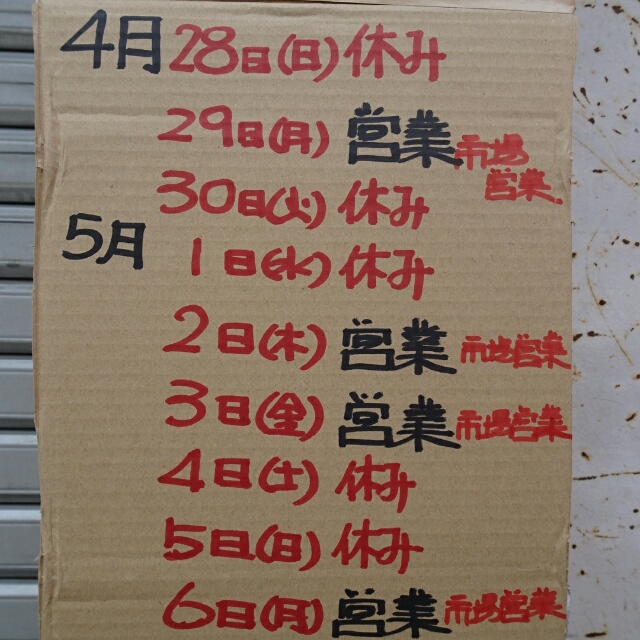 4月28日(日)休み
29日(月)営業 市場
営業
30日(火)休み
5月 1日(水)休み
2日(木)営業 市場営業
3日(金)営業 市場営業
4日(土)休み
5日(日)休み
6日(月)営業 市場営業